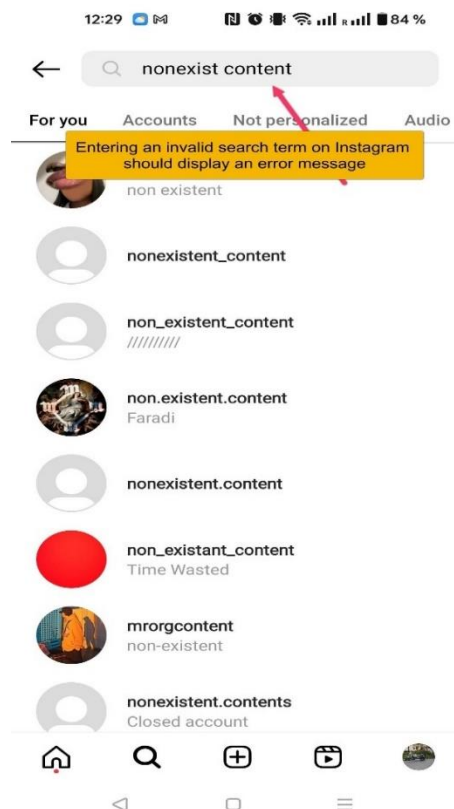 12:29
R
84 %
nonexist content
For you Accounts Not personalized Audio
Entering an invalid search term on Instagram
should display an error message
non existent
nonexistent_content
non_existent_content
//////////
non.existent.content
Faradi
nonexistent.content
non_existant_content
Time Wasted
mrorgcontent
non-existent
nonexistent.contents
Closed account